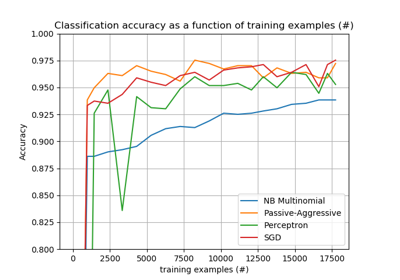 Classification accuracy as a function of training examples (#)
1.000
0.975
0.950
0.925
0.900
0.875
0.850
0.825
0.800
Accuracy
0 2500 5000 7500 10000 12500 15000 17500
training examples (#)
NB Multinomial
Passive-Aggressive
Perceptron
SGD